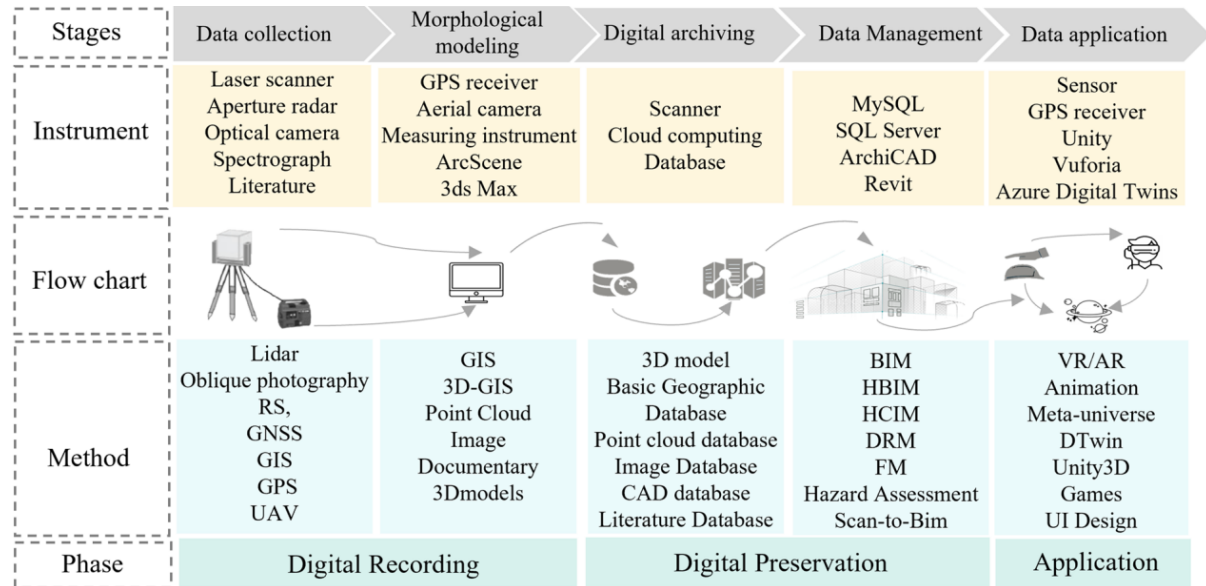 Stages
Data collection
Morphological
modeling
Digital archiving
Data Management
Data application
Instrument
Laser scanner
Aperture radar
Optical camera
Spectrograph
Literature
GPS receiver
Aerial camera
Measuring instrument
ArcScene
3ds Max
Scanner
Cloud computing
Database
MySQL
SQL Server
ArchiCAD
Revit
Sensor
GPS receiver
Unity
Vuforia
Azure Digital Twins
Flow chart
Method
Lidar
Oblique photography
RS,
GNSS
GIS
GPS
UAV
GIS
3D-GIS
Point Cloud
Image
Documentary
3Dmodels
3D model
Basic Geographic
Database
Point cloud database
Image Database
CAD database
Literature Database
BIM
HBIM
HCIM
DRM
FM
Hazard Assessment
Scan-to-Bim
VR/AR
Animation
Meta-universe
DTwin
Unity3D
Games
UI Design
Phase
Digital Recording
Digital Preservation
Application